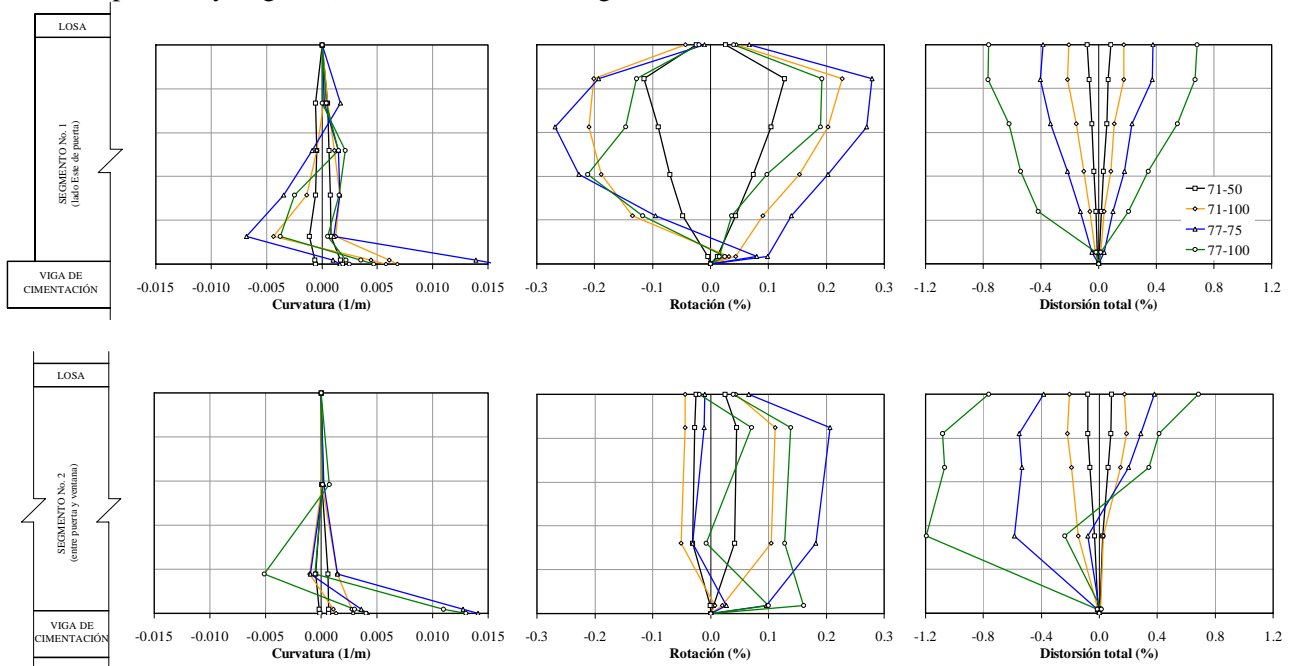 LOSA
SEGMENTO No. 1
(lado Este de puerta)
VIGA DE
CIMENTACIÓN
-0.015 -0.010 -0.005 0.000 0.005 0.010 0.015
Curvatura (1/m)
-0.3 -0.2 -0.1 0.0 0.1 0.2 0.3
Rotación (%)
71-50
71-100
77-75
77-100
-1.2 -0.8 -0.4 0.0 0.4 0.8 1.2
Distorsión total (%)
LOSA
SEGMENTO No. 2
(entre puerta y ventana)
VIGA DE
CIMENTACIÓN
-0.015 -0.010 -0.005 0.000 0.005 0.010 0.015
Curvatura (1/m)
-0.3 -0.2 -0.1 0.0 0.1 0.2 0.3
Rotación (%)
-1.2 -0.8 -0.4 0.0 0.4 0.8 1.2
Distorsión total (%)